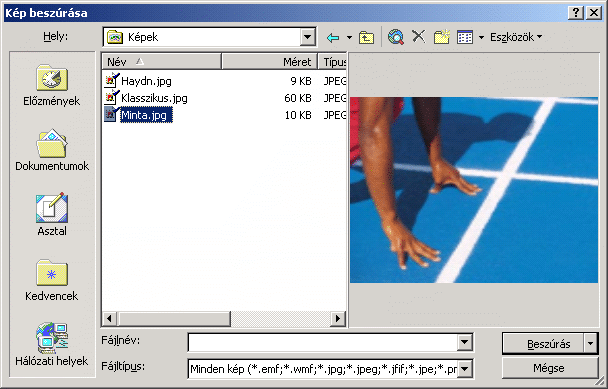 Kép beszúrása
Hely:
Képek
Eszközök
Név
Méret
Típus
Haydn.jpg 9 KB JPEG
Klasszikus.jpg 60 KB JPEG
Minta.jpg 10 KB JPEG
Előzmények
Dokumentumok
Asztal
Kedvencek
Hálózati helyek
Fájlnév:
Beszúrás
Fájltípus:
Minden kép (*.emf;*.wmf;*.jpg;*.jpeg;*.jfif;*.jpe;*.pr
Mégse